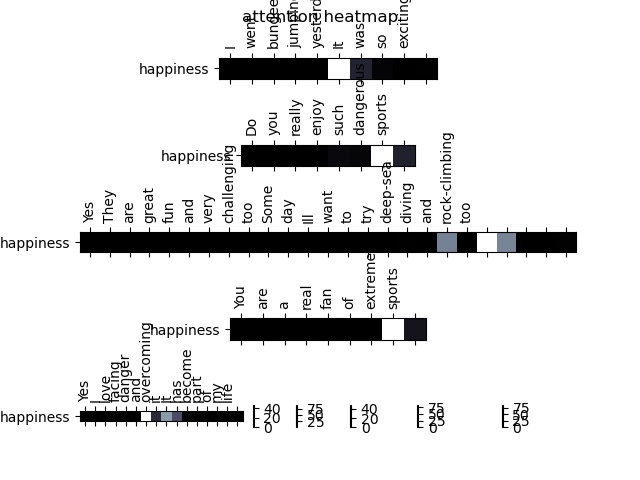 attention heatmap
I went bundee jumping yesterday It was so exciting
happiness
Do you really enjoy such dangerous sports
happiness
Yes They are great fun and very challenging too Some day Ill want to try deep-sea diving and rock-climbing too
happiness
You are a real fan of extreme sports
happiness
Yes I love facing danger and overcoming it It has become part of my life
happiness
40 20 0
75 50 25 0
40 20 0
75 50 25 0
75 50 25 0